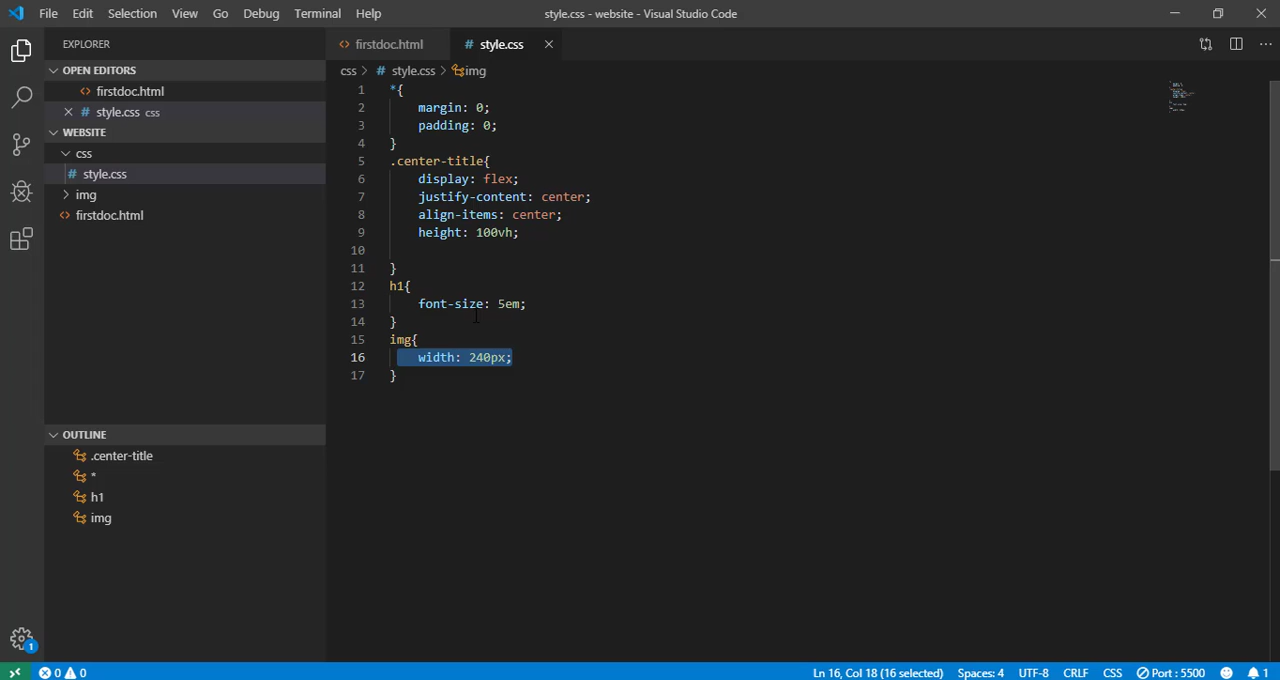 File Edit Selection View Go Debug Terminal Help style.css - website - Visual Studio Code
EXPLORER
OPEN EDITORS
firstdoc.html
style.css css
WEBSITE
css
style.css
img
firstdoc.html
OUTLINE
.center-title
*
h1
img
firstdoc.html style.css
css > # style.css > img
1 *{
2 margin: 0;
3 padding: 0;
4 }
5 .center-title{
6 display: flex;
7 justify-content: center;
8 align-items: center;
9 height: 100vh;
10
11 }
12 h1{
13 font-size: 5em;
14 }
15 img{
16 width: 240px;
17 }
1
0 0 Ln 16, Col 18 (16 selected) Spaces: 4 UTF-8 CRLF CSS Port : 5500 1